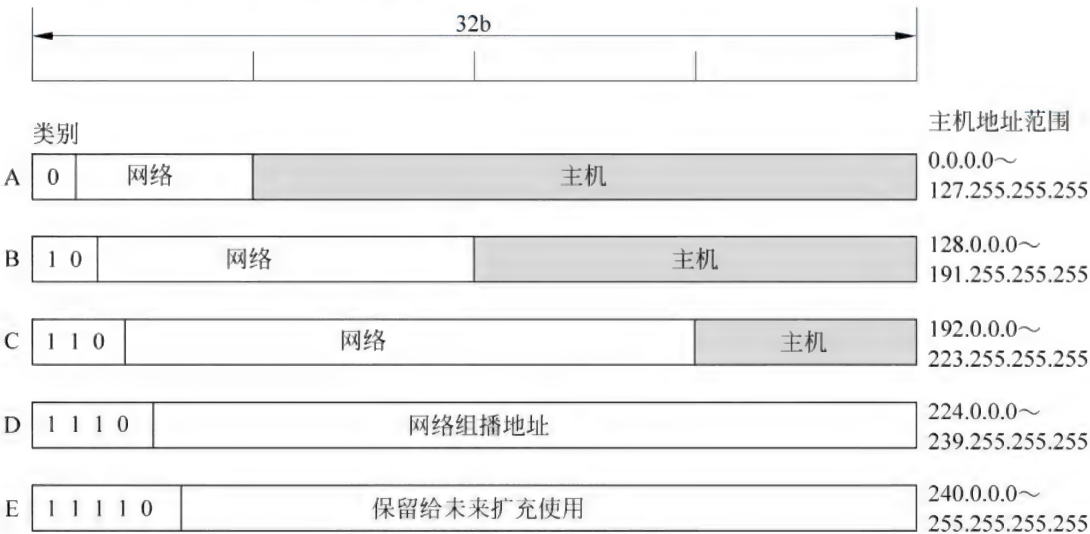 32b
类别
主机地址范围
A 0 网络 主机 0.0.0.0～
127.255.255.255
B 1 0 网络 主机 128.0.0.0～
191.255.255.255
C 1 1 0 网络 主机 192.0.0.0～
223.255.255.255
D 1 1 1 0 网络组播地址 224.0.0.0～
239.255.255.255
E 1 1 1 1 0 保留给未来扩充使用 240.0.0.0～
255.255.255.255